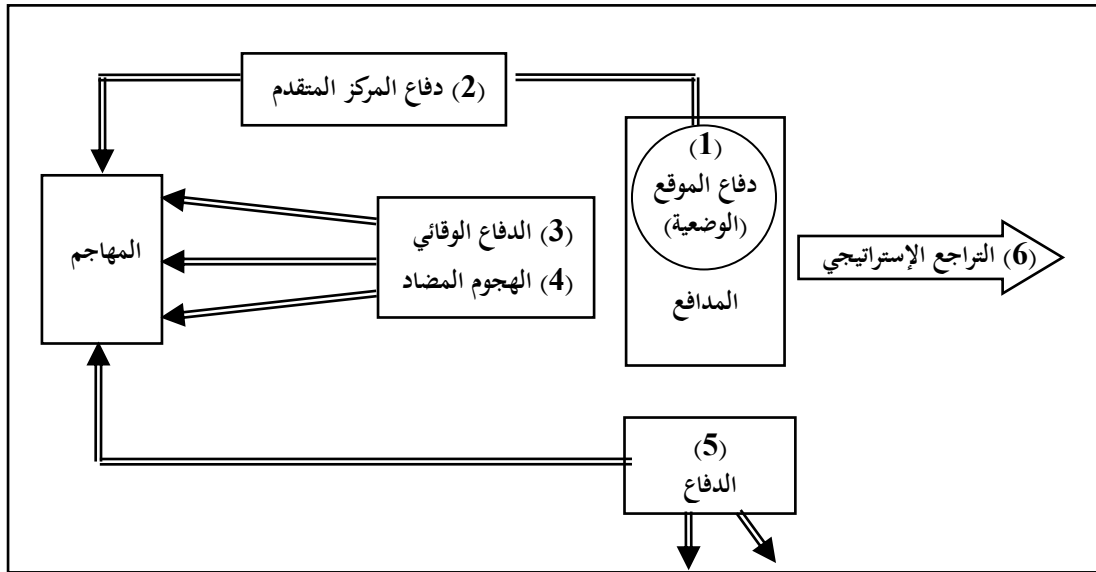 (2) دفاع المركز المتقدم
(1)
دفاع الموقع
(الوضعية)
المدافع
(3) الدفاع الوقائي
(4) الهجوم المضاد
المهاجم
(6) التراجع الإستراتيجي
(5)
الدفاع